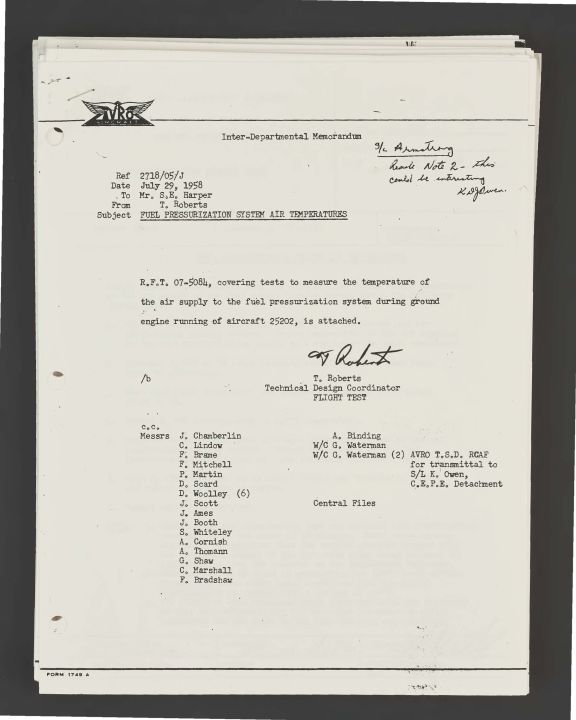 AVRO
AIRCRAFT
Inter-Departmental Memorandum
Armstrong
Reade Note 2 - this
could be interesting
Ref 2718/05/J
Date July 29, 1958
To Mr. S.E. Harper
From T. Roberts
Subject FUEL PRESSURIZATION SYSTEM AIR TEMPERATURES
R.F.T. 07-5084, covering tests to measure the temperature of
the air supply to the fuel pressurization system during ground
engine running of aircraft 25202, is attached.
T Roberts
/b T. Roberts
Technical Design Coordinator
FLIGHT TEST
c.c.
Messrs J. Chamberlin A. Binding
C. Lindow W/C G. Waterman
F. Brame W/C G. Waterman (2) AVRO T.S.D. RCAF
F. Mitchell for transmittal to
P. Martin S/L K. Owen,
D. Scard C.E.P.E. Detachment
D. Woolley (6)
J. Scott Central Files
J. Ames
J. Booth
S. Whiteley
A. Cornish
A. Thomann
G. Shaw
C. Marshall
F. Bradshaw
FORM 1749 A